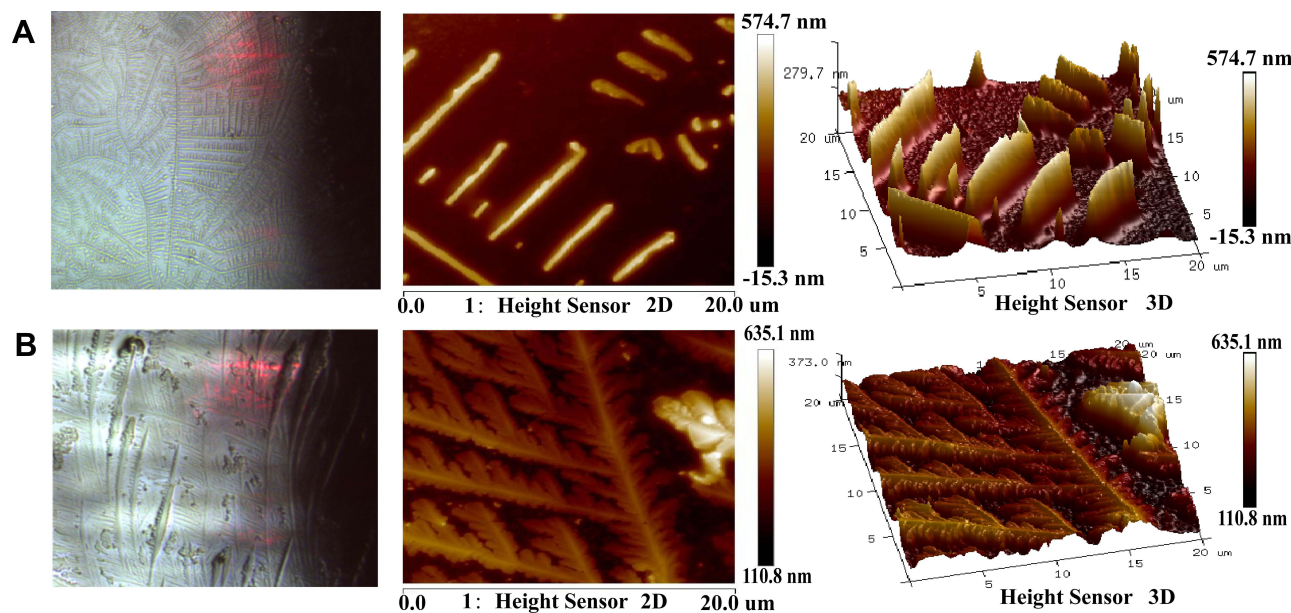 A
574.7 nm
279.7 nm
-15.3 nm
0.0 1: Height Sensor 2D 20.0 um
574.7 nm
-15.3 nm
um
20
15
10
5
20
15
10
5
5
10
15
20
um
um
Height Sensor 3D
B
635.1 nm
373.0 nm
110.8 nm
0.0 1: Height Sensor 2D 20.0 um
635.1 nm
110.8 nm
20 um
15
20 um
um
20
15
10
5
15
10
5
5
10
15
20
um
Height Sensor 3D